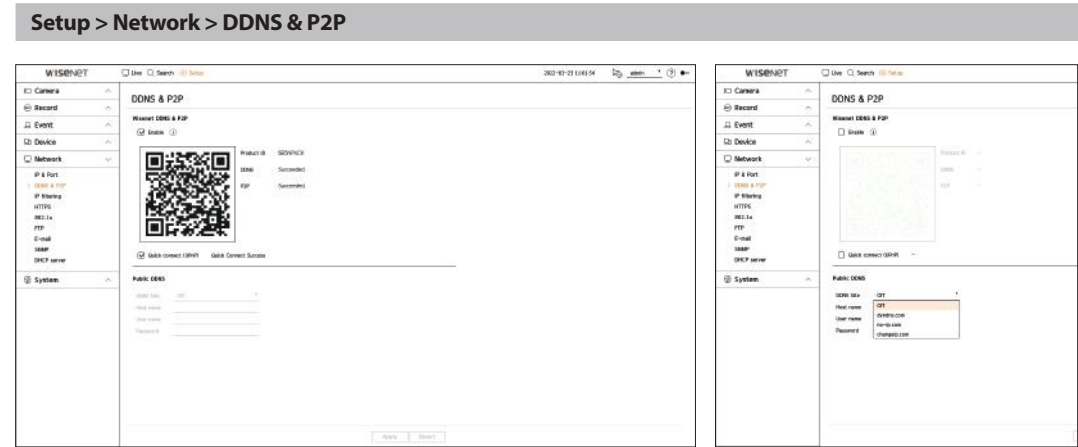 Setup > Network > DDNS & P2P
WISENET
Live Search Setup
admin
Camera
Record
Event
Device
Network
IP & Port
DDNS & P2P
IP filtering
HTTPS
802.1x
FTP
E-mail
SNMP
DHCP server
System
DDNS & P2P
Wisenet DDNS & P2P
Enable
Product ID
DDNS Succeeded
P2P Succeeded
Quick connect (UPnP) Quick Connect Success
Public DDNS
DDNS Site Off
Host name
User name
Password
Apply Revert
WISENET
Live Search Setup
Camera
Record
Event
Device
Network
IP & Port
DDNS & P2P
IP filtering
HTTPS
802.1x
FTP
E-mail
SNMP
DHCP server
System
DDNS & P2P
Wisenet DDNS & P2P
Enable
Product ID
DDNS
P2P
Quick connect (UPnP)
Public DDNS
DDNS Site Off
Host name
User name
Password
Off
dyndns.com
no-ip.com
changeip.com